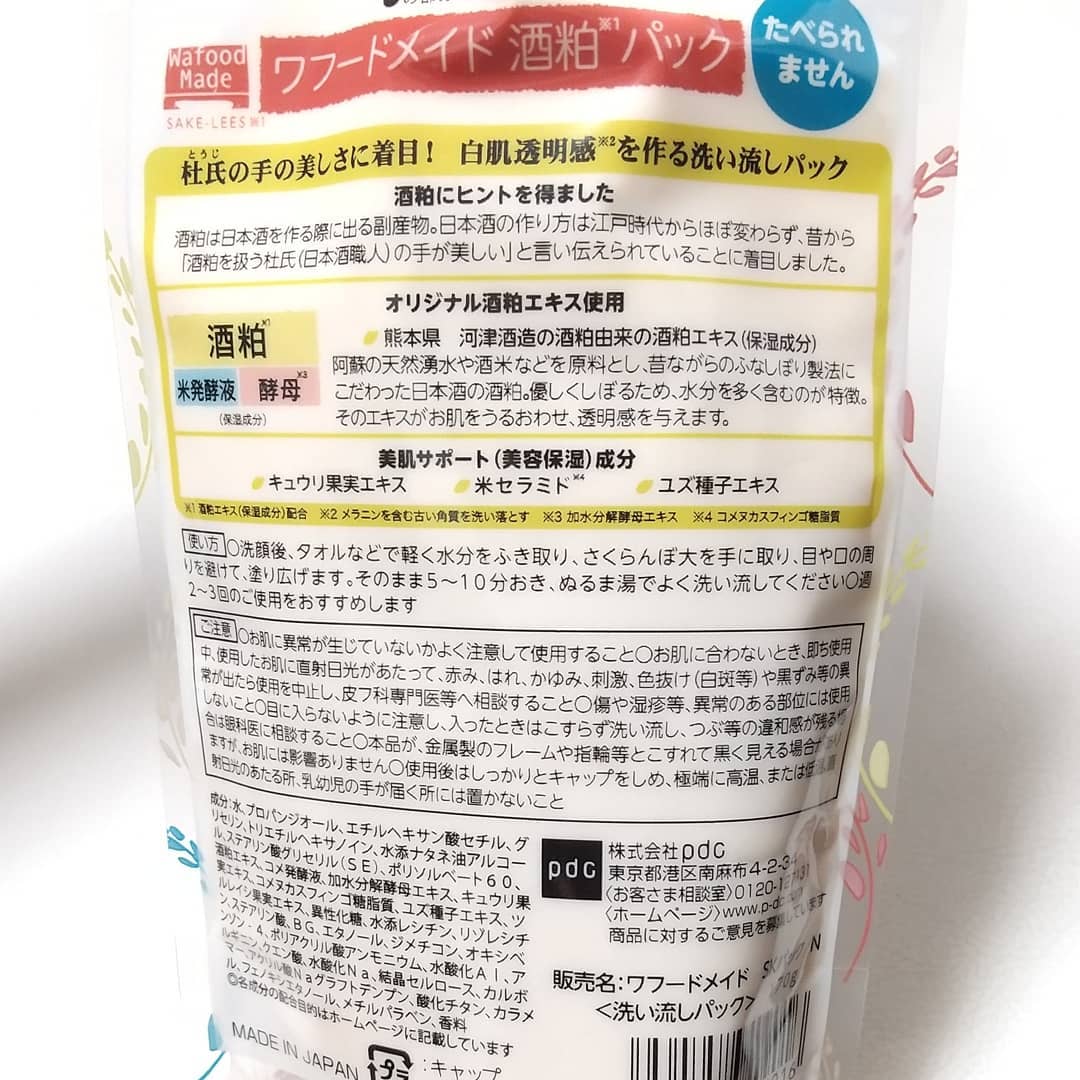 Wafood
Made
SAKE-LEES※1
ワフードメイド 酒粕※1 パック
たべられ
ません
とうじ
杜氏の手の美しさに着目！ 白肌透明感※2を作る洗い流しパック
酒粕にヒントを得ました
酒粕は日本酒を作る際に出る副産物。日本酒の作り方は江戸時代からほぼ変わらず、昔から
「酒粕を扱う杜氏（日本酒職人）の手が美しい」と言い伝えられていることに着目しました。
オリジナル酒粕エキス使用
酒粕※1
米発酵液 酵母※3
（保湿成分）
熊本県 河津酒造の酒粕由来の酒粕エキス（保湿成分）
阿蘇の天然湧水や酒米などを原料とし、昔ながらのふなしぼり製法に
こだわった日本酒の酒粕。優しくしぼるため、水分を多く含むのが特徴。
そのエキスがお肌をうるおわせ、透明感を与えます。
美肌サポート（美容保湿）成分
キュウリ果実エキス 米セラミド※4 ユズ種子エキス
※1 酒粕エキス（保湿成分）配合 ※2 メラニンを含む古い角質を洗い落とす ※3 加水分解酵母エキス ※4 コメヌカスフィンゴ糖脂質
使い方 ○洗顔後、タオルなどで軽く水分をふき取り、さくらんぼ大を手に取り、目や口の周
りを避けて、塗り広げます。そのまま5～10分おき、ぬるま湯でよく洗い流してください○週
2～3回のご使用をおすすめします
ご注意 ○お肌に異常が生じていないかよく注意して使用すること○お肌に合わないとき、即ち使用
中、使用したお肌に直射日光があたって、赤み、はれ、かゆみ、刺激、色抜け（白斑等）や黒ずみ等の異
常が出たら使用を中止し、皮フ科専門医等へ相談すること○傷や湿疹等、異常のある部位には使用
しないこと○目に入らないように注意し、入ったときはこすらず洗い流し、つぶ等の違和感が残る
合は眼科医に相談すること○本品が、金属製のフレームや指輪等とこすれて黒く見える場合があり
ますが、お肌には影響ありません○使用後はしっかりとキャップをしめ、極端に高温、または低温、直
射日光のあたる所、乳幼児の手が届く所には置かないこと
成分：水、プロパンジオール、エチルヘキサン酸セチル、グ
リセリン、トリエチルヘキサノイン、水添ナタネ油アルコー
ル、ステアリン酸グリセリル（SE）、ポリソルベート60、
酒粕エキス、コメ発酵液、加水分解酵母エキス、キュウリ果
実エキス、コメヌカスフィンゴ糖脂質、ユズ種子エキス、ツ
ルレイシ果実エキス、異性化糖、水添レシチン、リゾレシチ
ン、ステアリン酸、BG、エタノール、ジメチコン、オキシベ
ンゾン-4、ポリアクリル酸アンモニウム、水酸化Al、ア
ルギニン、クエン酸、水酸化Na、結晶セルロース、カルボ
マー、アクリル酸Naグラフトデンプン、酸化チタン、カラメ
ル、フェノキシエタノール、メチルパラベン、香料
◎各成分の配合目的はホームページに記載しています
MADE IN JAPAN
プラ
：キャップ
pdc
株式会社pdc
東京都港区南麻布4-2-34
〈お客さま相談室〉0120-1
〈ホームページ〉www.p-d
商品に対するご意見を募集しています
販売名：ワフードメイド SKパック N
70g
＜洗い流しパック＞